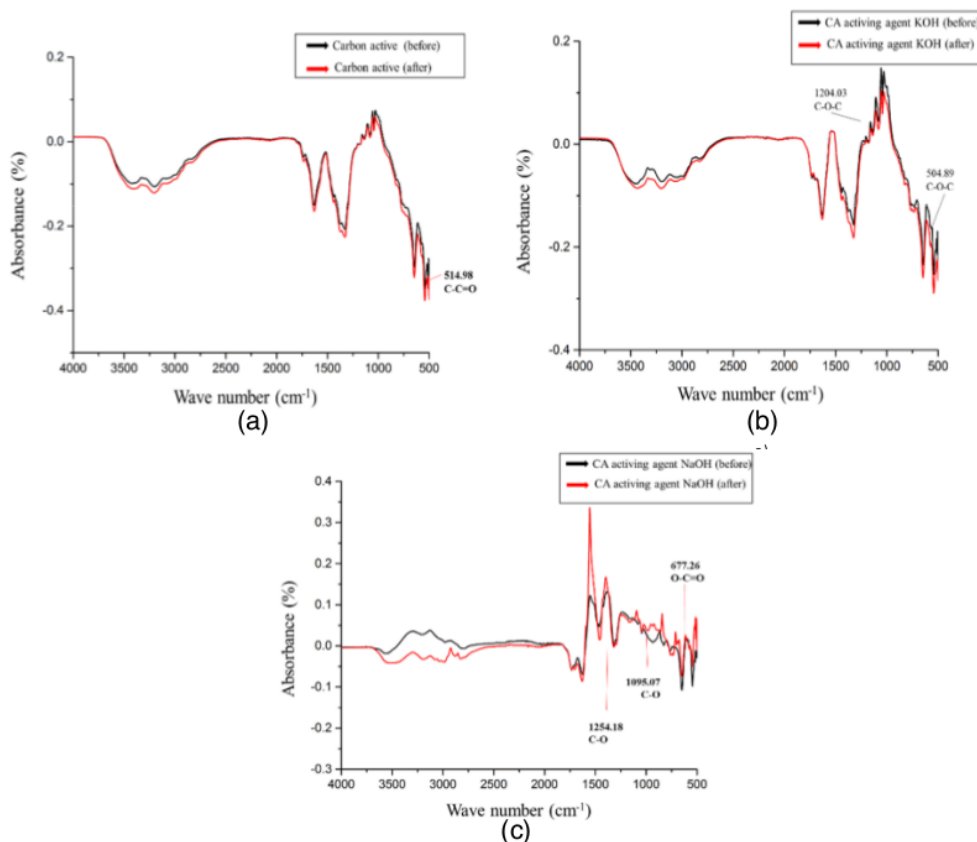 Carbon active (before)
Carbon active (after)
0.2
0.0
-0.2
-0.4
Absorbance (%)
514.98
C-C=O
4000 3500 3000 2500 2000 1500 1000 500
Wave number (cm-1)
(a)
CA activing agent KOH (before)
CA activing agent KOH (after)
0.2
0.0
-0.2
-0.4
Absorbance (%)
1204.03
C-O-C
504.89
C-O-C
4000 3500 3000 2500 2000 1500 1000 500
Wave number (cm-1)
(b)
CA activing agent NaOH (before)
CA activing agent NaOH (after)
0.4
0.3
0.2
0.1
0.0
-0.1
-0.2
-0.3
Absorbance (%)
677.26
O-C=O
1095.07
C-O
1254.18
C-O
4000 3500 3000 2500 2000 1500 1000 500
Wave number (cm-1)
(c)